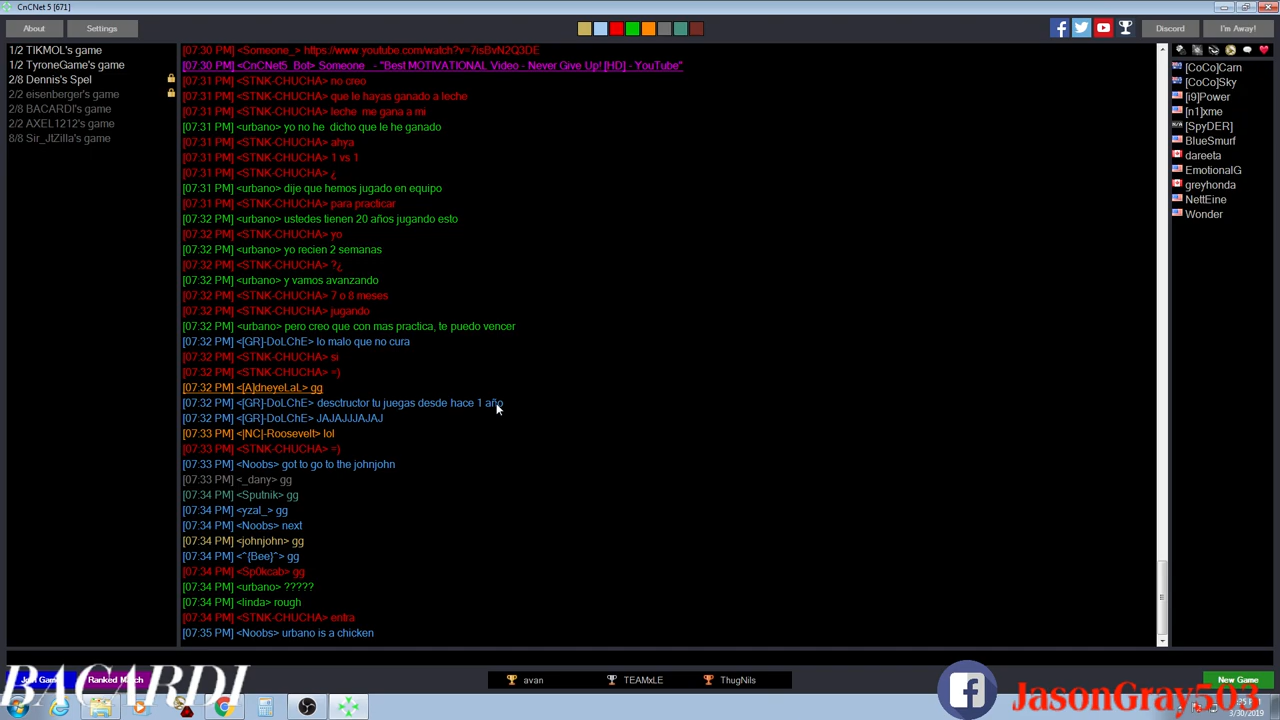 CnCNet 5 [671]
About
Settings
Discord
I'm Away!
1/2 TIKMOL's game
1/2 TyroneGame's game
2/8 Dennis's Spel
2/2 eisenberger's game
2/8 BACARDI's game
2/2 AXEL1212's game
8/8 Sir_J!Zilla's game
[07:30 PM] <Someone_> https://www.youtube.com/watch?v=7isBvN2Q3DE
[07:30 PM] <CnCNet5_Bot> Someone_ - "Best MOTIVATIONAL Video - Never Give Up! [HD] - YouTube"
[07:31 PM] <STNK-CHUCHA> no creo
[07:31 PM] <STNK-CHUCHA> que le hayas ganado a leche
[07:31 PM] <STNK-CHUCHA> leche me gana a mi
[07:31 PM] <urbano> yo no he dicho que le he ganado
[07:31 PM] <STNK-CHUCHA> ahya
[07:31 PM] <STNK-CHUCHA> 1 vs 1
[07:31 PM] <STNK-CHUCHA> ¿
[07:31 PM] <urbano> dije que hemos jugado en equipo
[07:31 PM] <STNK-CHUCHA> para practicar
[07:32 PM] <urbano> ustedes tienen 20 años jugando esto
[07:32 PM] <STNK-CHUCHA> yo
[07:32 PM] <urbano> yo recien 2 semanas
[07:32 PM] <STNK-CHUCHA> ?¿
[07:32 PM] <urbano> y vamos avanzando
[07:32 PM] <STNK-CHUCHA> 7 o 8 meses
[07:32 PM] <STNK-CHUCHA> jugando
[07:32 PM] <urbano> pero creo que con mas practica, te puedo vencer
[07:32 PM] <[GR]-DoLChE> lo malo que no cura
[07:32 PM] <STNK-CHUCHA> si
[07:32 PM] <STNK-CHUCHA> =)
[07:32 PM] <[A]dneyeLaL> gg
[07:32 PM] <[GR]-DoLChE> desctructor tu juegas desde hace 1 año
[07:32 PM] <[GR]-DoLChE> JAJAJJAJAJ
[07:33 PM] <|NC|-Roosevelt> lol
[07:33 PM] <STNK-CHUCHA> =)
[07:33 PM] <Noobs> got to go to the johnjohn
[07:33 PM] <_dany> gg
[07:34 PM] <Sputnik> gg
[07:34 PM] <yzal_> gg
[07:34 PM] <Noobs> next
[07:34 PM] <johnjohn> gg
[07:34 PM] <^{Bee}^> gg
[07:34 PM] <Sp0kcab> gg
[07:34 PM] <urbano> ?????
[07:34 PM] <linda> rough
[07:34 PM] <STNK-CHUCHA> entra
[07:35 PM] <Noobs> urbano is a chicken
[CoCo]Carn
[CoCo]Sky
[i9]Power
[n1]xme
[SpyDER]
BlueSmurf
dareeta
EmotionalG
greyhonda
NettEine
Wonder
Ranked Match
avan
TEAMxLE
ThugNils
New Game
BACARDI
JasonGray503
3/30/2019